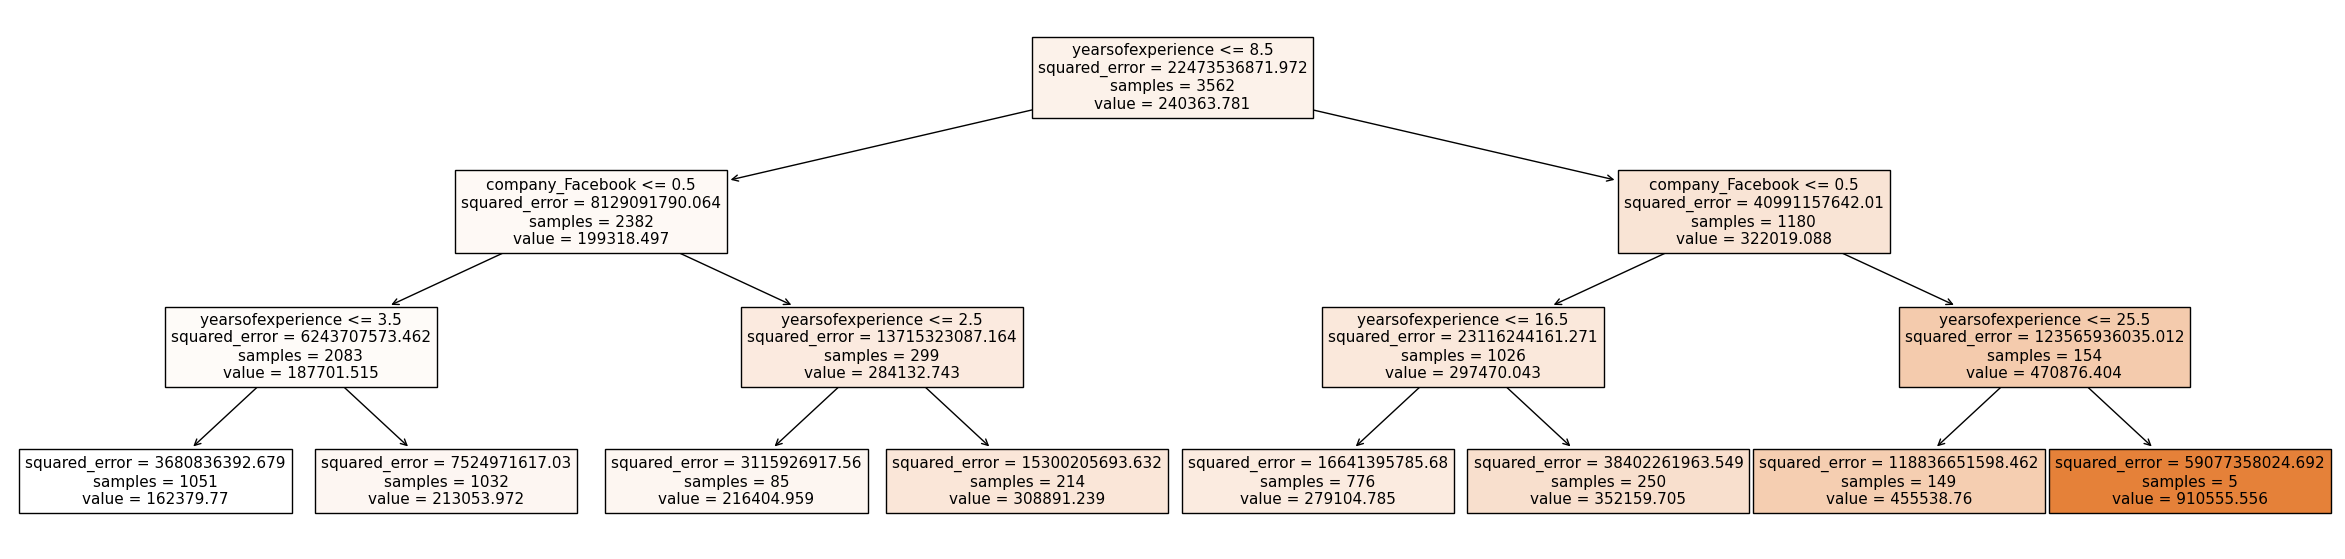 yearsofexperience <= 8.5
squared_error = 22473536871.972
samples = 3562
value = 240363.781
company_Facebook <= 0.5
squared_error = 8129091790.064
samples = 2382
value = 199318.497
company_Facebook <= 0.5
squared_error = 40991157642.01
samples = 1180
value = 322019.088
yearsofexperience <= 3.5
squared_error = 6243707573.462
samples = 2083
value = 187701.515
yearsofexperience <= 2.5
squared_error = 13715323087.164
samples = 299
value = 284132.743
yearsofexperience <= 16.5
squared_error = 23116244161.271
samples = 1026
value = 297470.043
yearsofexperience <= 25.5
squared_error = 123565936035.012
samples = 154
value = 470876.404
squared_error = 3680836392.679
samples = 1051
value = 162379.77
squared_error = 7524971617.03
samples = 1032
value = 213053.972
squared_error = 3115926917.56
samples = 85
value = 216404.959
squared_error = 15300205693.632
samples = 214
value = 308891.239
squared_error = 16641395785.68
samples = 776
value = 279104.785
squared_error = 38402261963.549
samples = 250
value = 352159.705
squared_error = 118836651598.462
samples = 149
value = 455538.76
squared_error = 59077358024.692
samples = 5
value = 910555.556